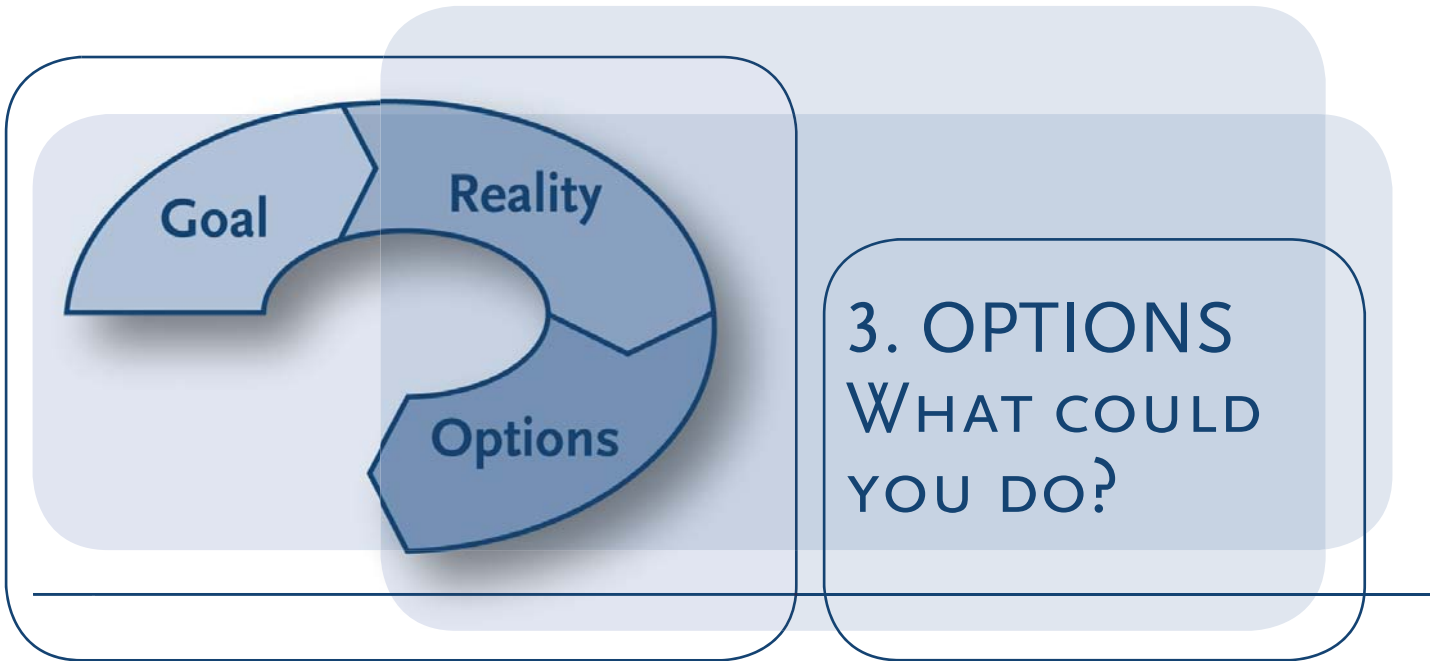 Goal
Reality
Options
3. OPTIONS
WHAT COULD
YOU DO?